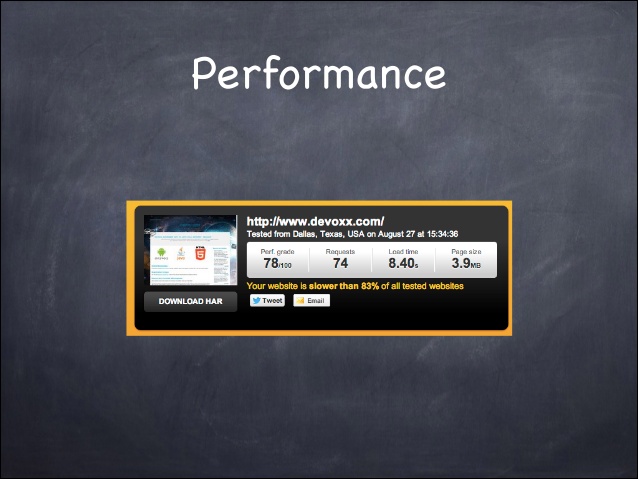 Performance
http://www.devoxx.com/
Tested from Dallas, Texas, USA on August 27 at 15:34:36
Perf. grade Requests Load time Page size
78/100 74 8.40s 3.9MB
Your website is slower than 83% of all tested websites
DOWNLOAD HAR Tweet Email